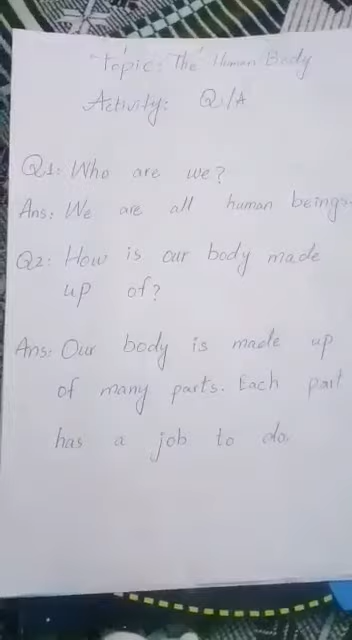 Topic: The Human Body
Activity: Q/A
Q1: Who are we?
Ans: We are all human beings.
Q2: How is our body made
up of?
Ans: Our body is made up
of many parts. Each part
has a job to do.